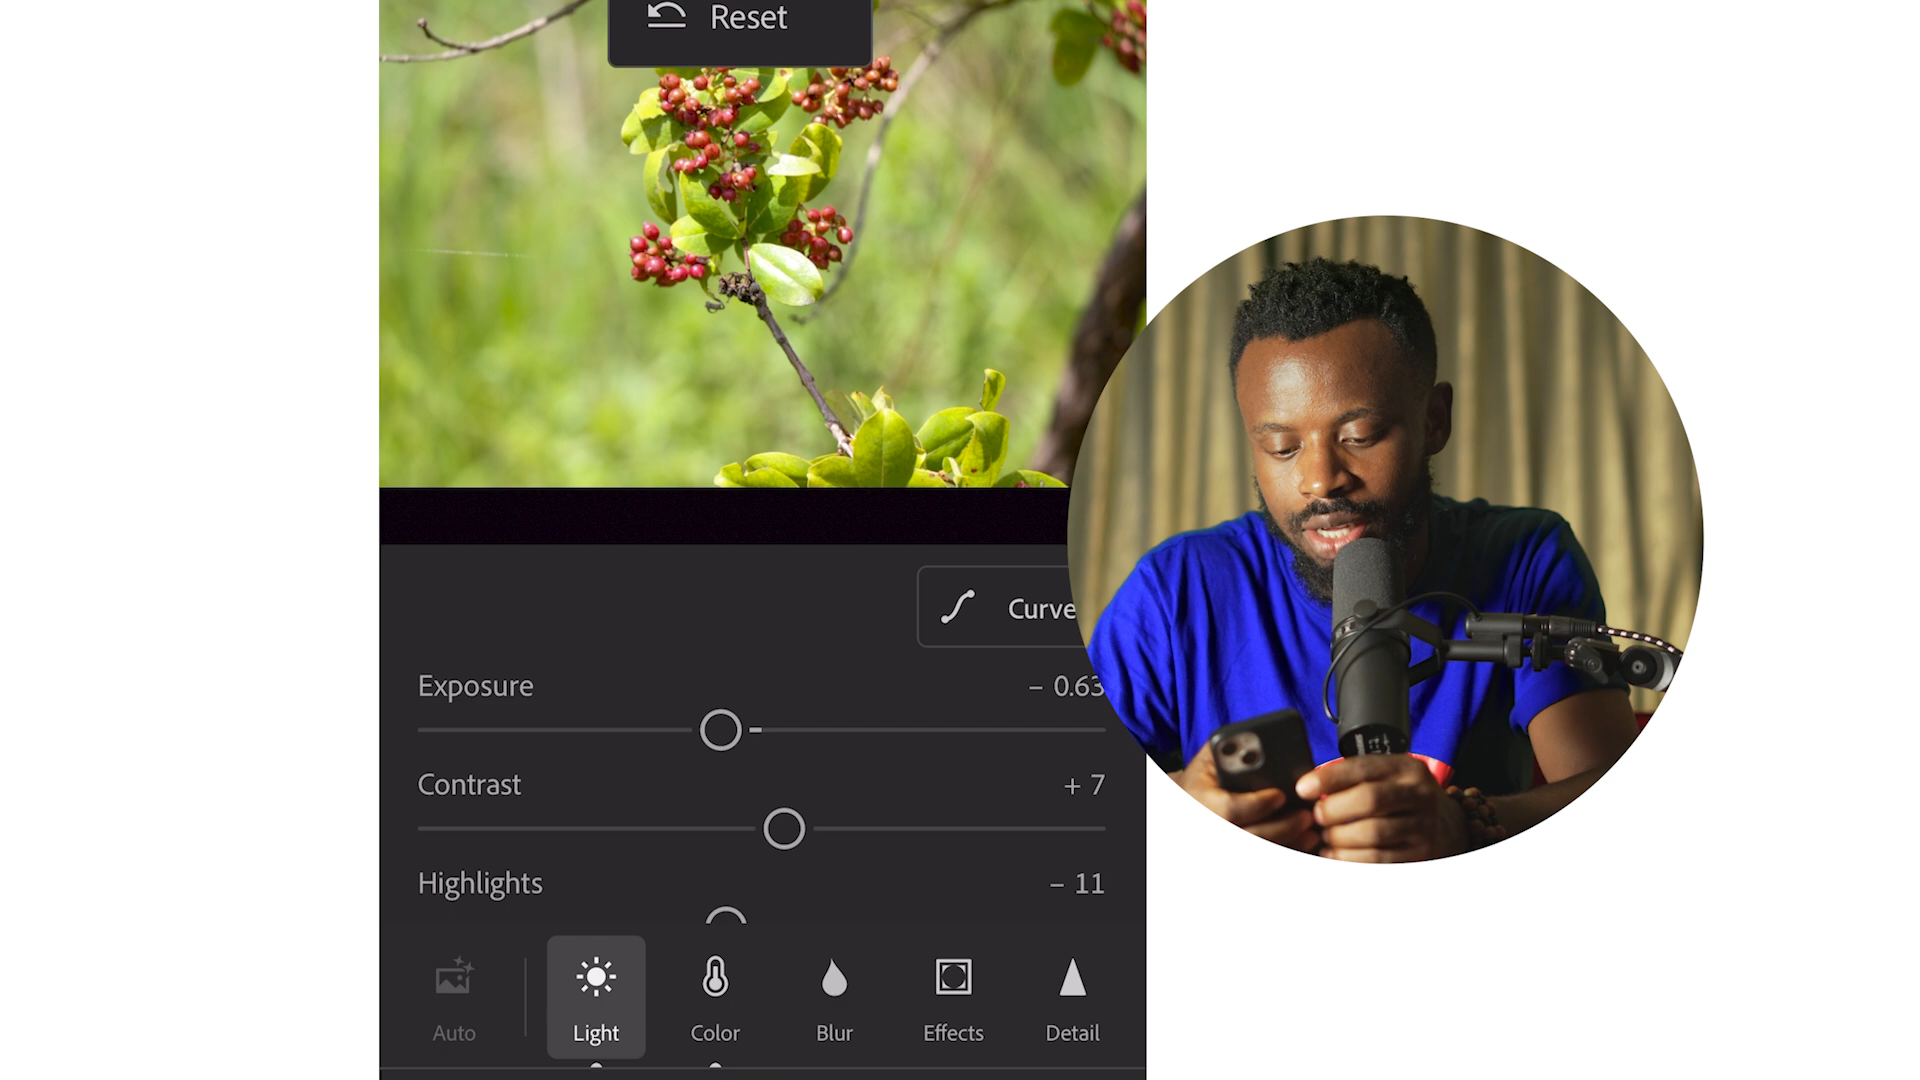 Reset
Curve
Exposure
– 0.63
Contrast
+ 7
Highlights
– 11
Auto
Light
Color
Blur
Effects
Detail